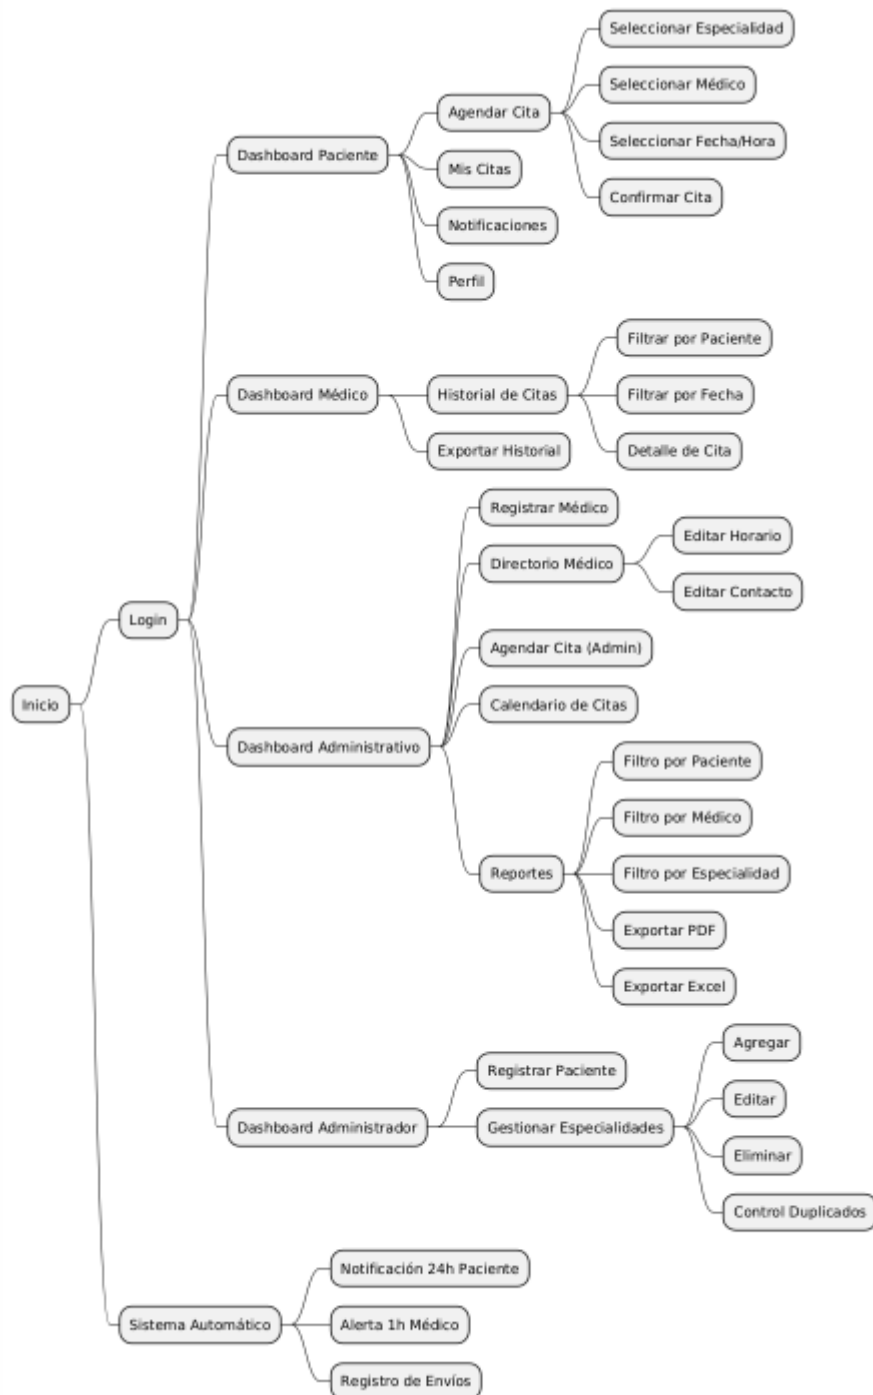 Inicio
Login
Dashboard Paciente
Agendar Cita
Seleccionar Especialidad
Seleccionar Médico
Seleccionar Fecha/Hora
Confirmar Cita
Mis Citas
Notificaciones
Perfil
Dashboard Médico
Historial de Citas
Filtrar por Paciente
Filtrar por Fecha
Detalle de Cita
Exportar Historial
Dashboard Administrativo
Registrar Médico
Directorio Médico
Editar Horario
Editar Contacto
Agendar Cita (Admin)
Calendario de Citas
Reportes
Filtro por Paciente
Filtro por Médico
Filtro por Especialidad
Exportar PDF
Exportar Excel
Dashboard Administrador
Registrar Paciente
Gestionar Especialidades
Agregar
Editar
Eliminar
Control Duplicados
Sistema Automático
Notificación 24h Paciente
Alerta 1h Médico
Registro de Envíos